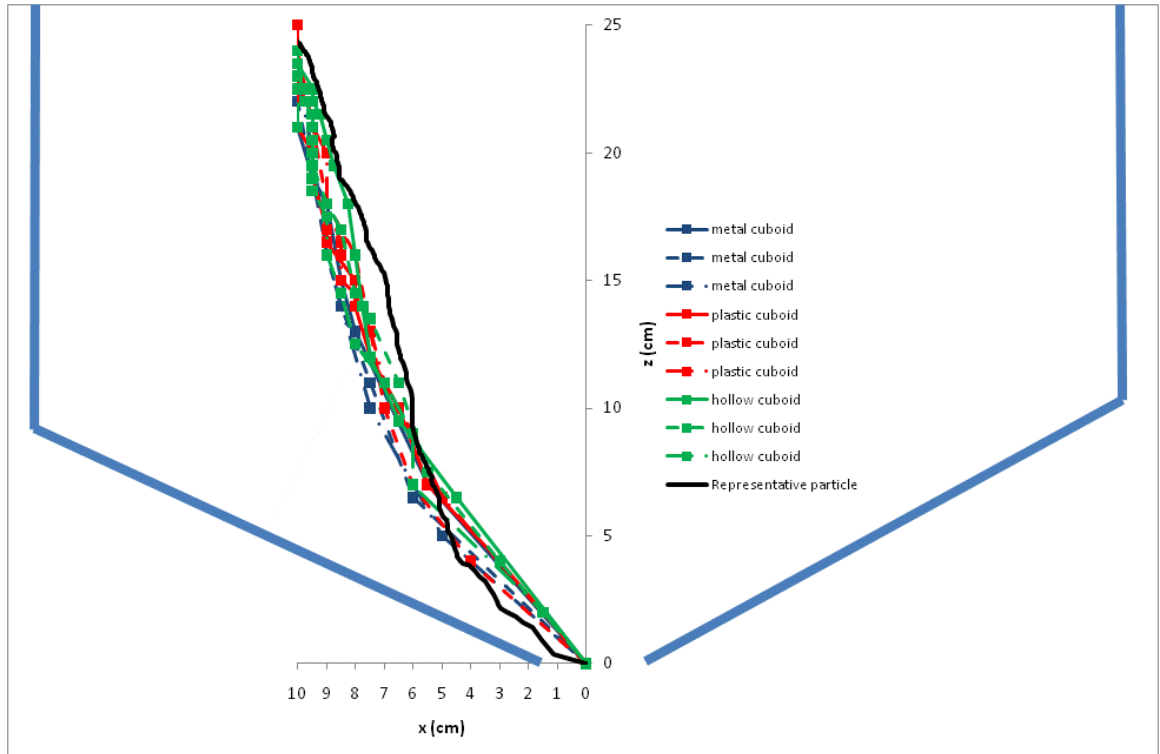 25
20
15
10
5
0
z (cm)
metal cuboid
metal cuboid
metal cuboid
plastic cuboid
plastic cuboid
plastic cuboid
hollow cuboid
hollow cuboid
hollow cuboid
Representative particle
10 9 8 7 6 5 4 3 2 1 0
x (cm)